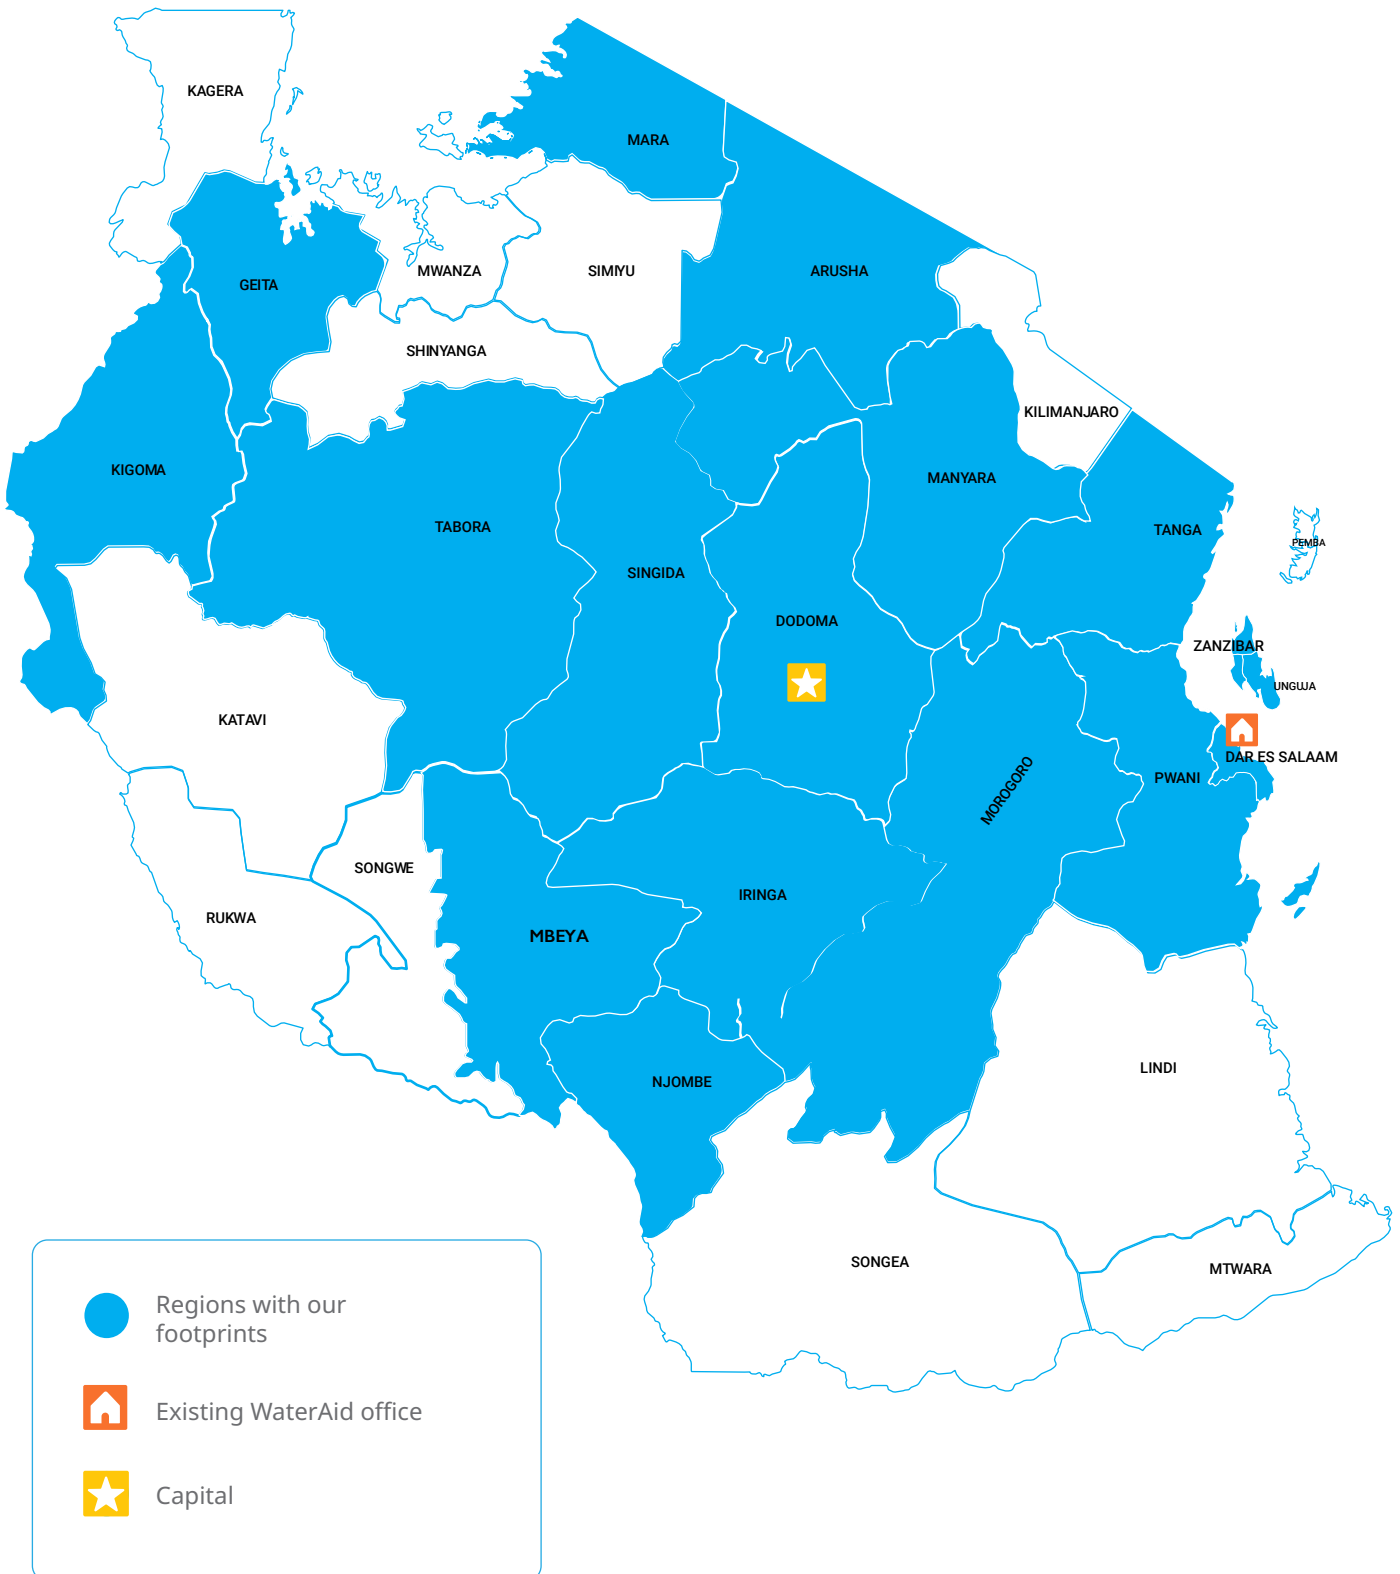 KAGERA
MARA
GEITA
MWANZA
SIMIYU
ARUSHA
SHINYANGA
KILIMANJARO
KIGOMA
TABORA
MANYARA
TANGA
PEMBA
SINGIDA
DODOMA
ZANZIBAR
UNGUJA
KATAVI
DAR ES SALAAM
PWANI
MOROGORO
SONGWE
RUKWA
IRINGA
MBEYA
LINDI
NJOMBE
SONGEA
MTWARA
Regions with our
footprints
Existing WaterAid office
Capital